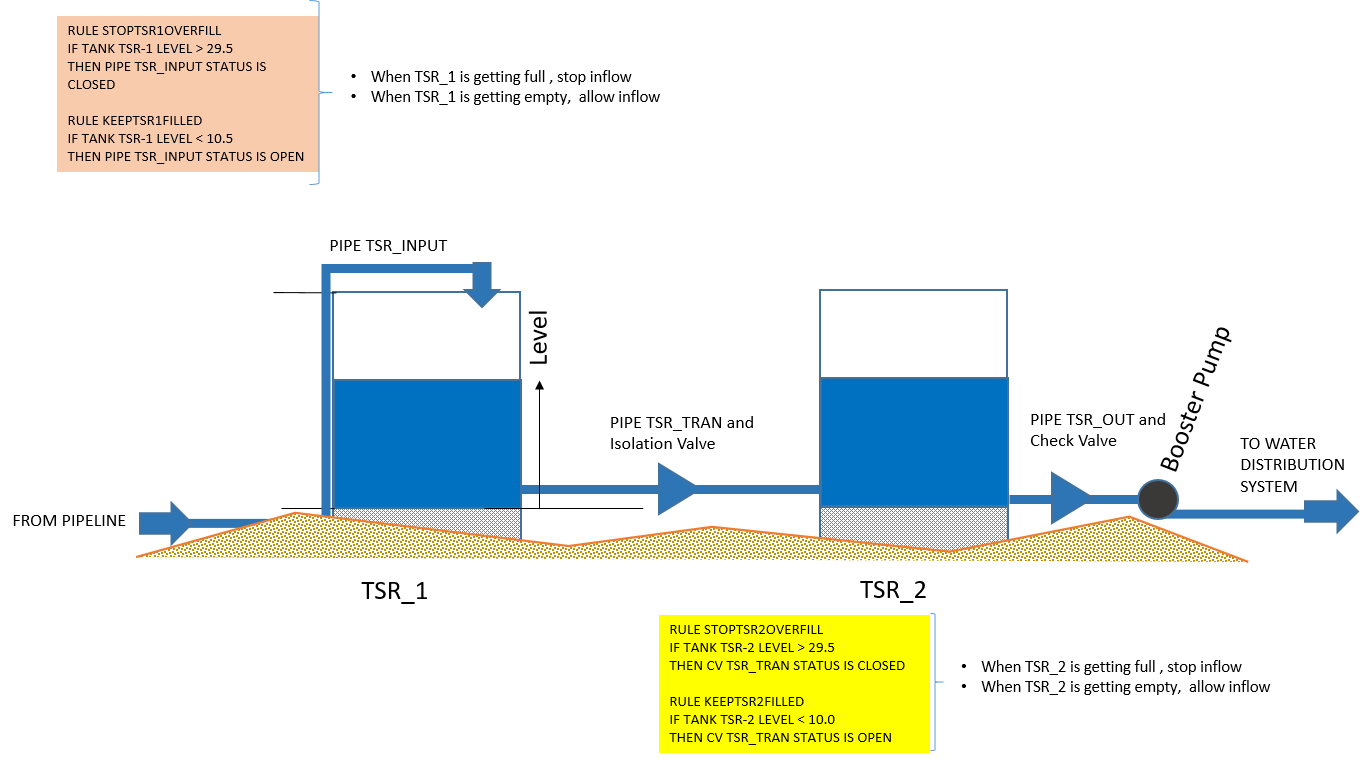 RULE STOPTSR1OVERFILL
IF TANK TSR-1 LEVEL > 29.5
THEN PIPE TSR_INPUT STATUS IS
CLOSED
RULE KEEPTSR1FILLED
IF TANK TSR-1 LEVEL < 10.5
THEN PIPE TSR_INPUT STATUS IS OPEN
• When TSR_1 is getting full , stop inflow
• When TSR_1 is getting empty,  allow inflow
PIPE TSR_INPUT
Level
PIPE TSR_TRAN and
Isolation Valve
PIPE TSR_OUT and
Check Valve
Booster Pump
TO WATER
DISTRIBUTION
SYSTEM
FROM PIPELINE
TSR_1
TSR_2
RULE STOPTSR2OVERFILL
IF TANK TSR-2 LEVEL > 29.5
THEN CV TSR_TRAN STATUS IS CLOSED
RULE KEEPTSR2FILLED
IF TANK TSR-2 LEVEL < 10.0
THEN CV TSR_TRAN STATUS IS OPEN
• When TSR_2 is getting full , stop inflow
• When TSR_2 is getting empty,  allow inflow